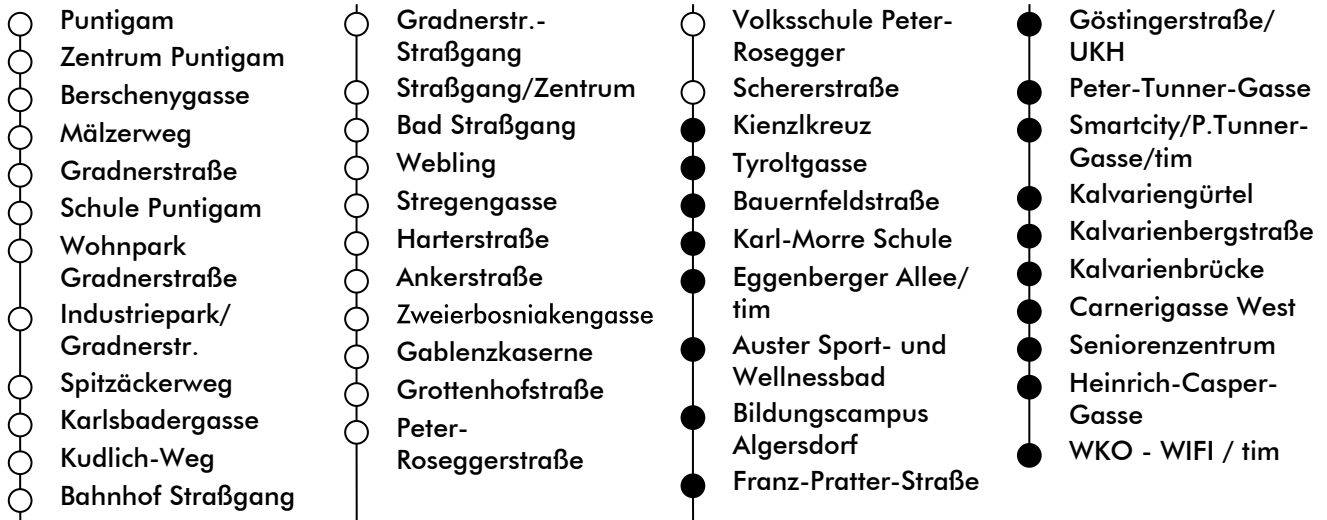 Puntigam
Zentrum Puntigam
Berschenygasse
Mälzerweg
Gradnerstraße
Schule Puntigam
Wohnpark
Gradnerstraße
Industriepark/
Gradnerstr.
Spitzäckerweg
Karlsbadergasse
Kudlich-Weg
Bahnhof Straßgang
Gradnerstr.-
Straßgang
Straßgang/Zentrum
Bad Straßgang
Webling
Stregengasse
Harterstraße
Ankerstraße
Zweierbosniakengasse
Gablenzkaserne
Grottenhofstraße
Peter-
Roseggerstraße
Volksschule Peter-
Rosegger
Schererstraße
Kienzlkreuz
Tyroltgasse
Bauernfeldstraße
Karl-Morre Schule
Eggenberger Allee/
tim
Auster Sport- und
Wellnessbad
Bildungscampus
Algersdorf
Franz-Pratter-Straße
Göstingerstraße/
UKH
Peter-Tunner-Gasse
Smartcity/P.Tunner-
Gasse/tim
Kalvariengürtel
Kalvarienbergstraße
Kalvarienbrücke
Carnerigasse West
Seniorenzentrum
Heinrich-Casper-
Gasse
WKO - WIFI / tim